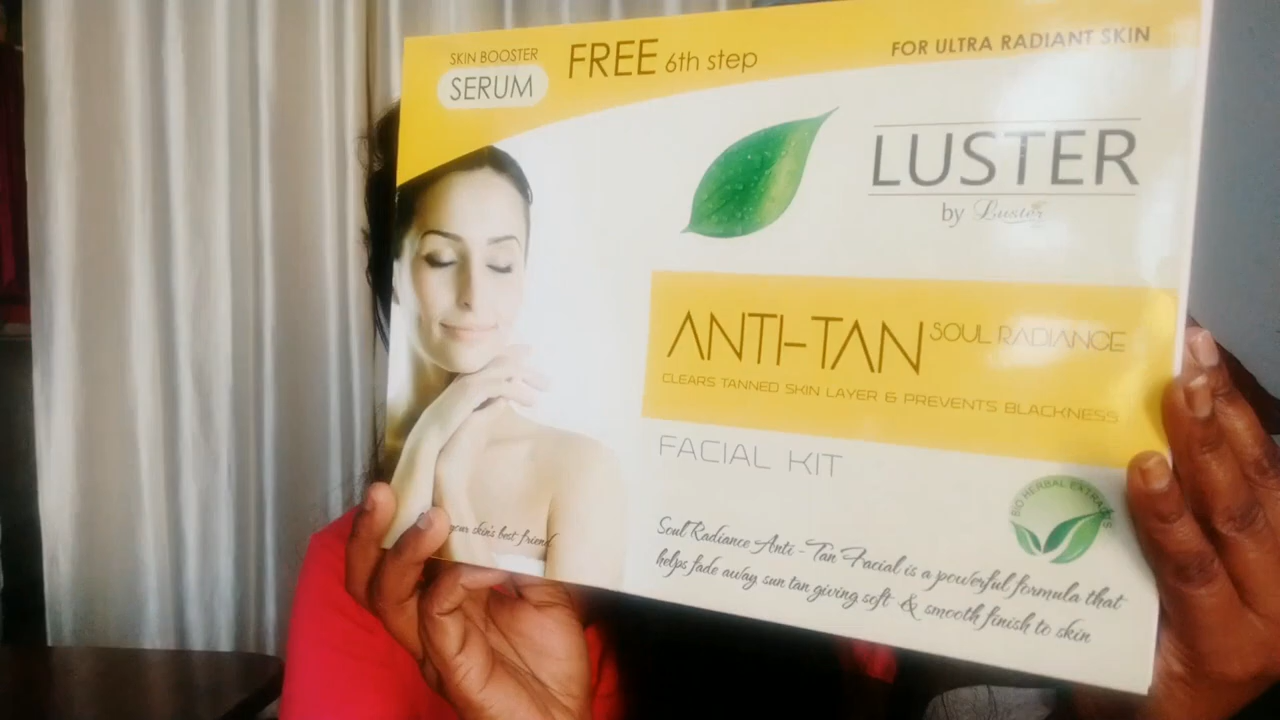 SKIN BOOSTER
SERUM
FREE 6th step
FOR ULTRA RADIANT SKIN
LUSTER
by Luster
ANTI-TAN SOUL RADIANCE
CLEARS TANNED SKIN LAYER & PREVENTS BLACKNESS
FACIAL KIT
BIO HERBAL EXTRACTS
your skin's best friend
Soul Radiance Anti - Tan Facial is a powerful formula that
helps fade away sun tan giving soft & smooth finish to skin